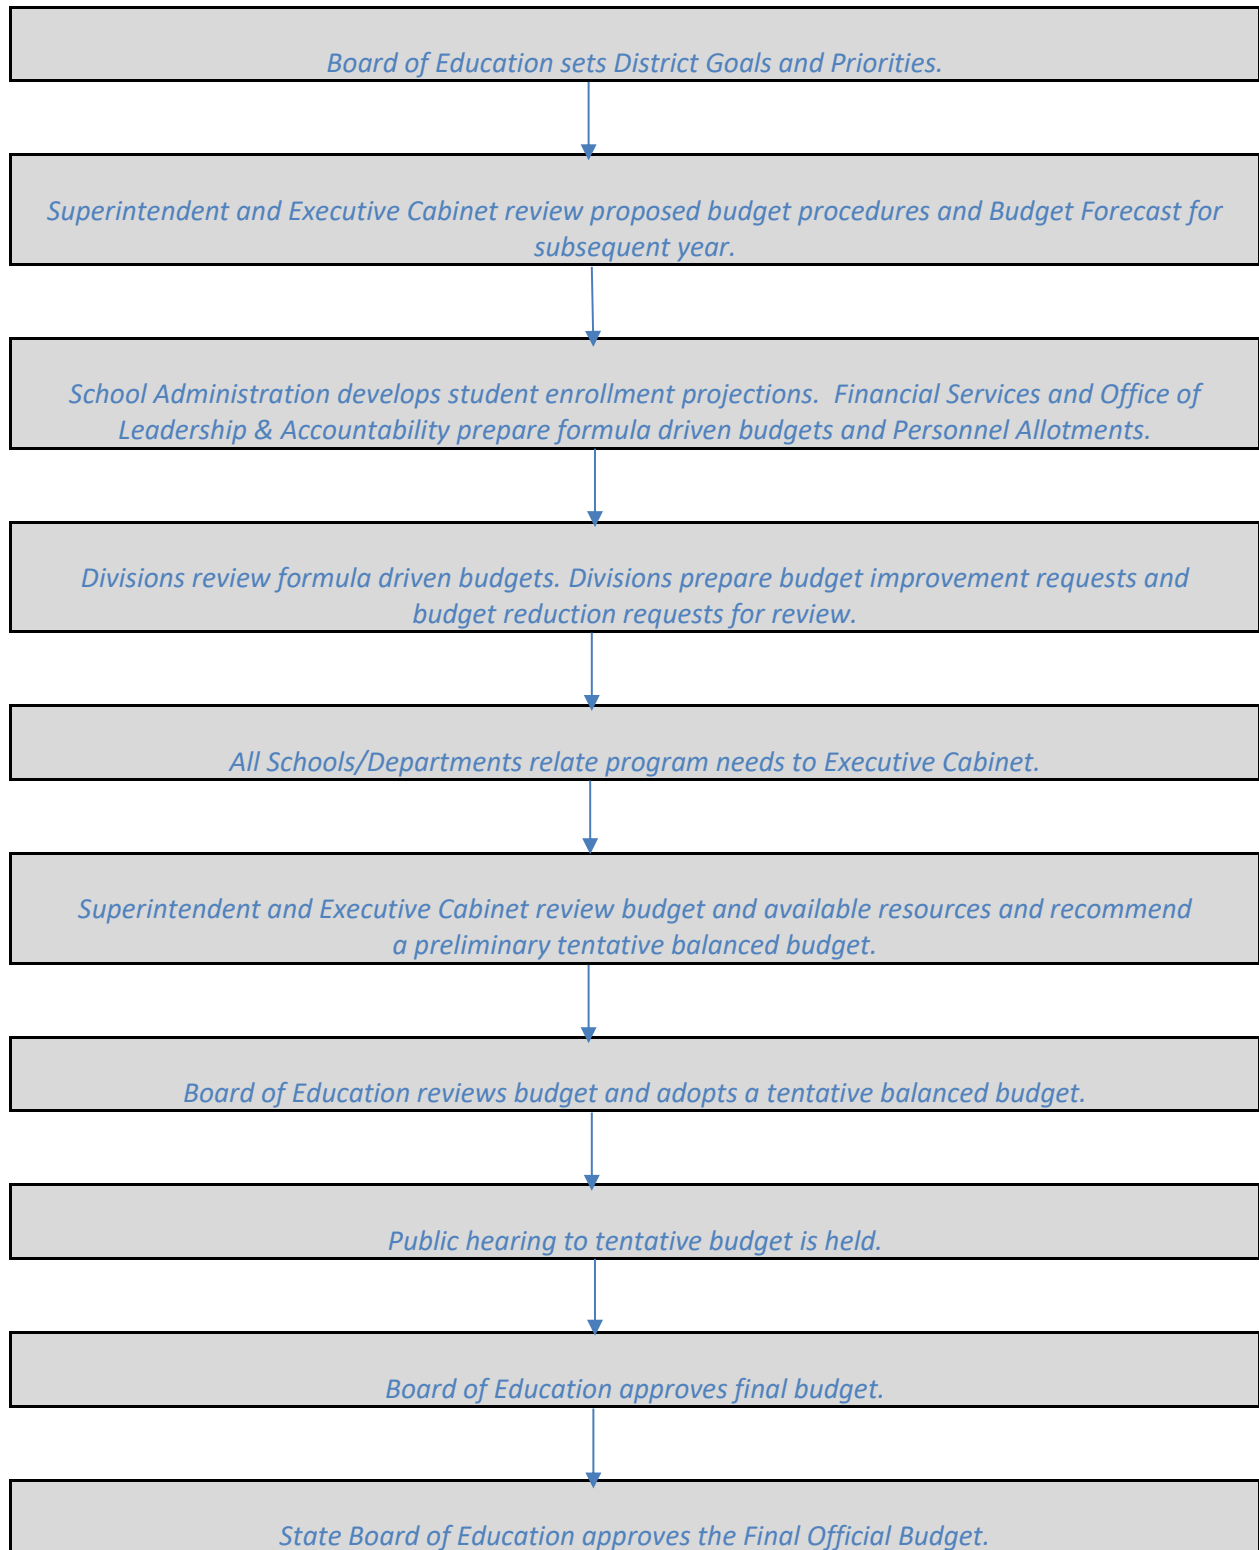 Board of Education sets District Goals and Priorities.
Superintendent and Executive Cabinet review proposed budget procedures and Budget Forecast for
subsequent year.
School Administration develops student enrollment projections.  Financial Services and Office of
Leadership & Accountability prepare formula driven budgets and Personnel Allotments.
Divisions review formula driven budgets. Divisions prepare budget improvement requests and
budget reduction requests for review.
All Schools/Departments relate program needs to Executive Cabinet.
Superintendent and Executive Cabinet review budget and available resources and recommend
a preliminary tentative balanced budget.
Board of Education reviews budget and adopts a tentative balanced budget.
Public hearing to tentative budget is held.
Board of Education approves final budget.
State Board of Education approves the Final Official Budget.